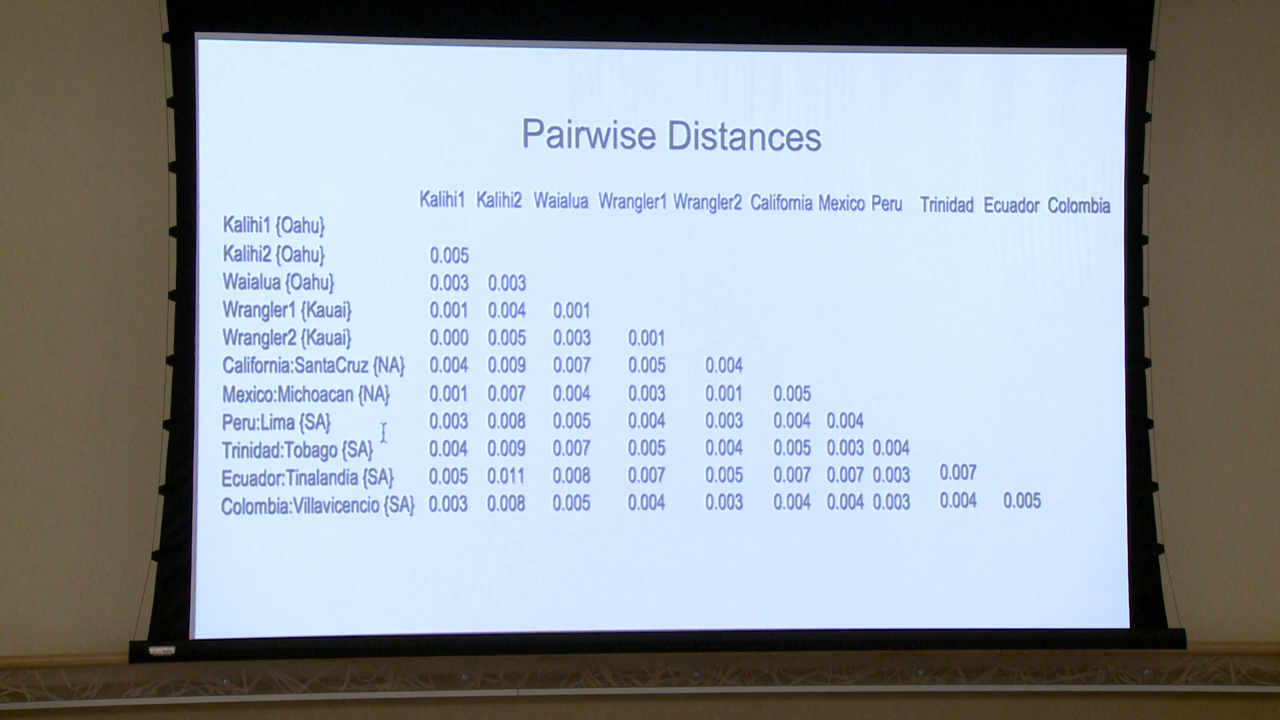 Pairwise Distances
Kalihi1 Kalihi2 Waialua Wrangler1 Wrangler2 California Mexico Peru Trinidad Ecuador Colombia
Kalihi1 {Oahu}
Kalihi2 {Oahu} 0.005
Waialua {Oahu} 0.003 0.003
Wrangler1 {Kauai} 0.001 0.004 0.001
Wrangler2 {Kauai} 0.000 0.005 0.003 0.001
California:SantaCruz {NA} 0.004 0.009 0.007 0.005 0.004
Mexico:Michoacan {NA} 0.001 0.007 0.004 0.003 0.001 0.005
Peru:Lima {SA} 0.003 0.008 0.005 0.004 0.003 0.004 0.004
Trinidad:Tobago {SA} 0.004 0.009 0.007 0.005 0.004 0.005 0.003 0.004
Ecuador:Tinalandia {SA} 0.005 0.011 0.008 0.007 0.005 0.007 0.007 0.003 0.007
Colombia:Villavicencio {SA} 0.003 0.008 0.005 0.004 0.003 0.004 0.004 0.003 0.004 0.005